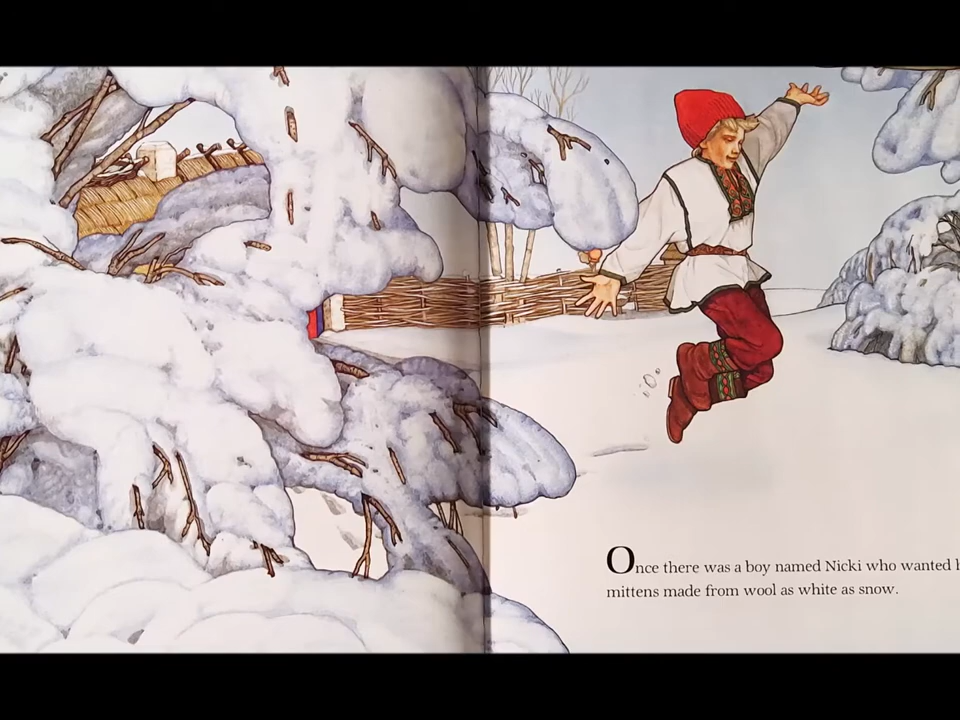 Once there was a boy named Nicki who wanted
mittens made from wool as white as snow.